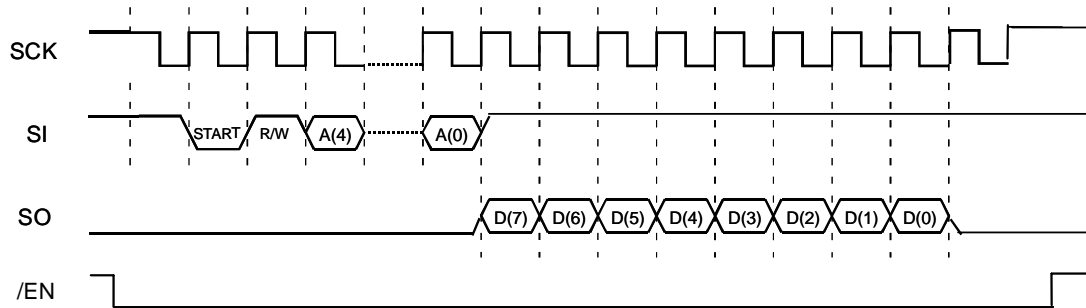 SCK
SI START R/W A(4) A(0)
SO D(7) D(6) D(5) D(4) D(3) D(2) D(1) D(0)
/EN